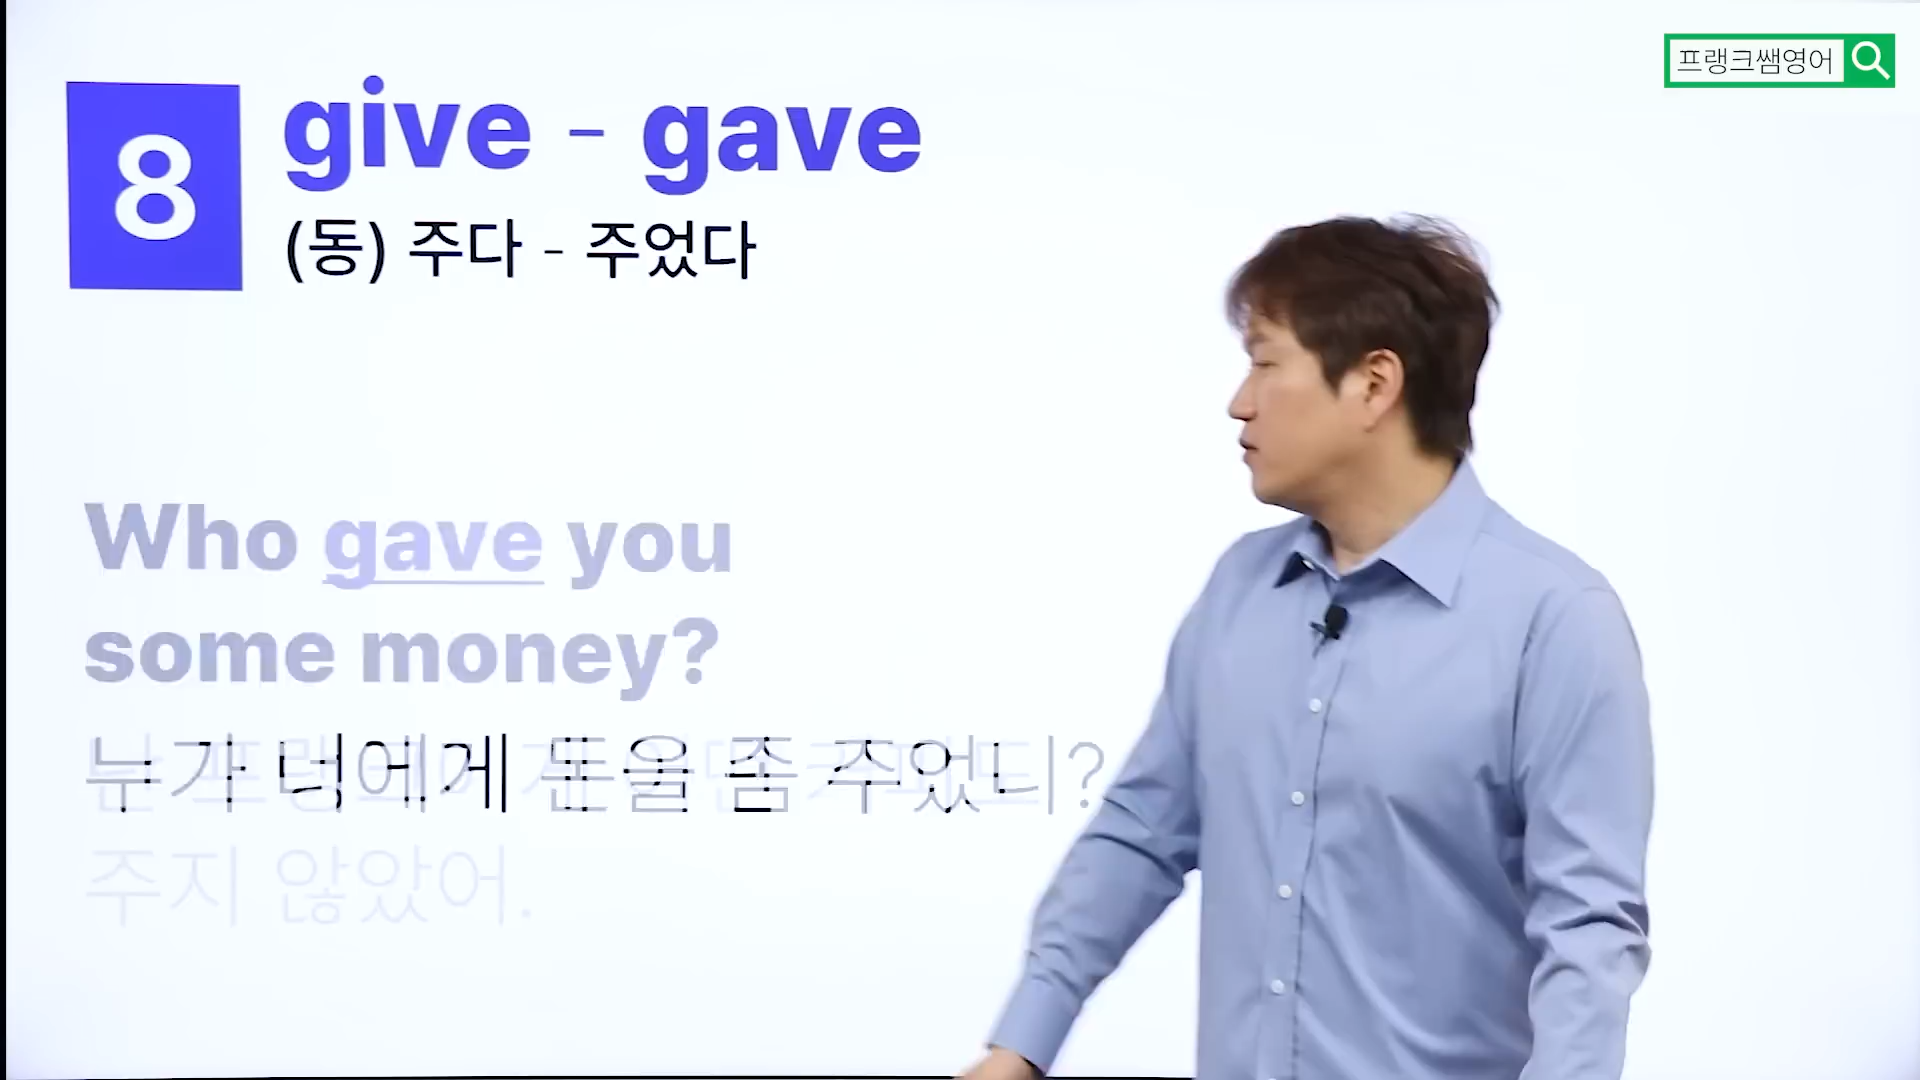 프랭크쌤영어
8
give - gave
(동) 주다 - 주었다
Who gave you
some money?
누가 너에게 돈을 좀 주었니?
주지 않았어.